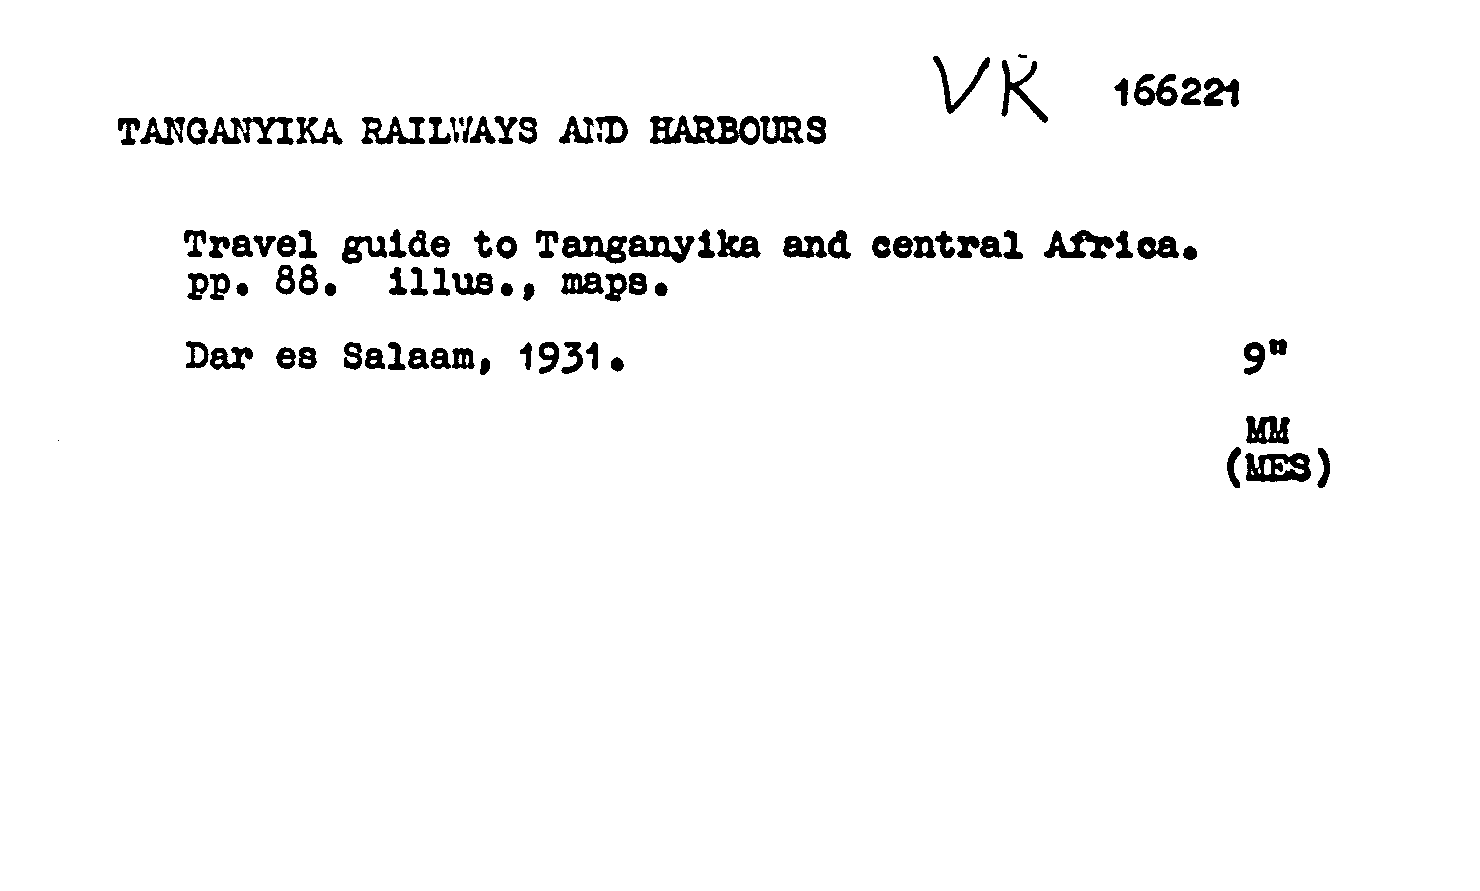 VK 166221
TANGANYIKA RAILWAYS AND HARBOURS
Travel guide to Tanganyika and central Africa.
pp. 88. illus., maps.
Dar es Salaam, 1931. 9"
MM
(MES)